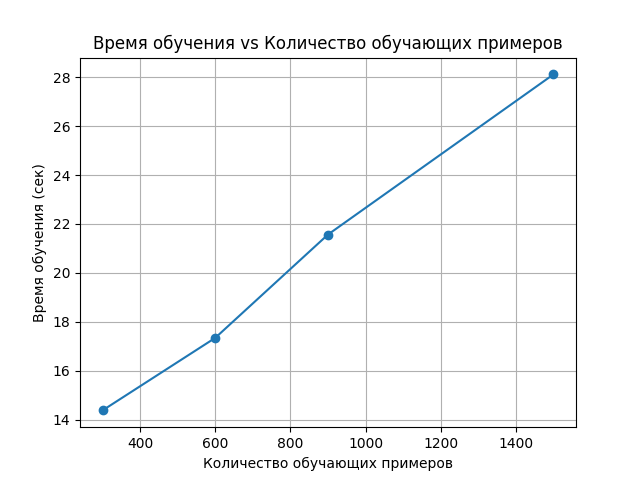 Время обучения vs Количество обучающих примеров
Время обучения (сек)
28
26
24
22
20
18
16
14
400 600 800 1000 1200 1400
Количество обучающих примеров